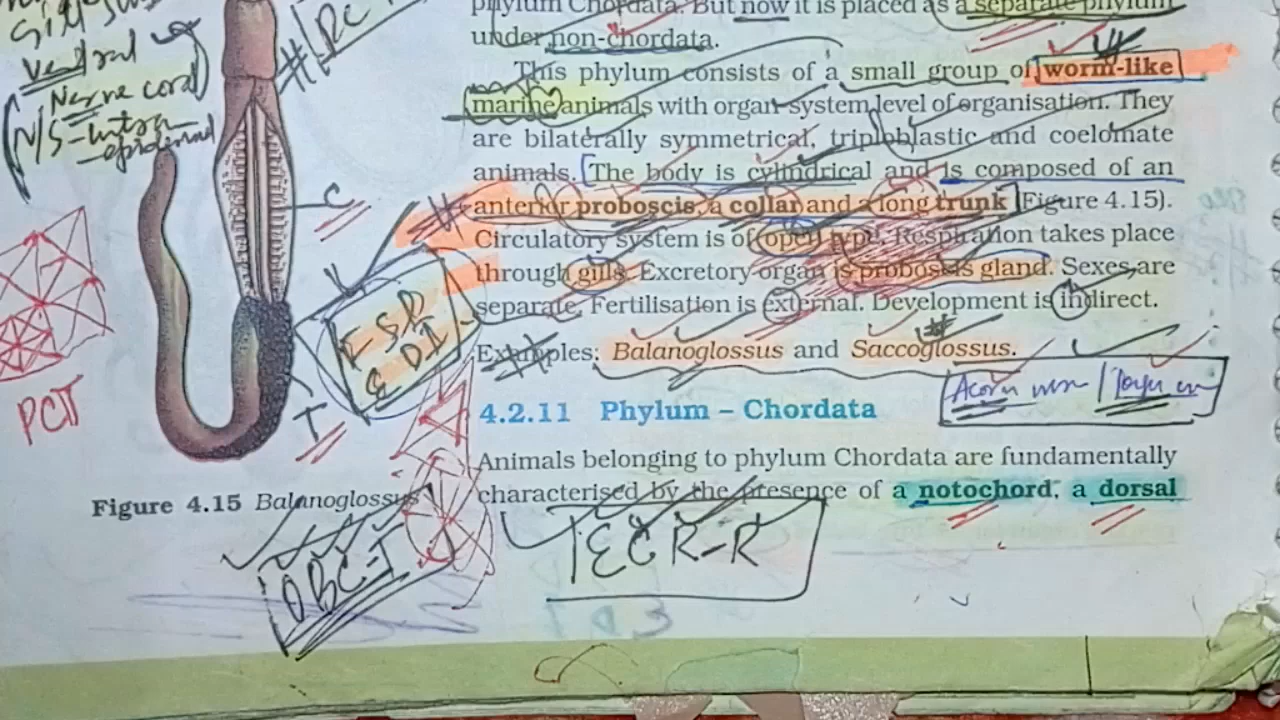 Ventral
Nerve cord
N/S-intra
-epidermal
C
T
PCT
ESR
& DI
Figure 4.15 Balanoglossus
OBC-T
phylum Chordata. But now it is placed as a separate phylum
under non-chordata.
This phylum consists of a small group of worm-like
marine animals with organ-system level of organisation. They
are bilaterally symmetrical, triploblastic and coelomate
animals. The body is cylindrical and is composed of an
anterior proboscis, a collar and a long trunk (Figure 4.15).
Circulatory system is of open type. Respiration takes place
through gills. Excretory organ is proboscis gland. Sexes are
separate. Fertilisation is external. Development is indirect.
Examples: Balanoglossus and Saccoglossus.
Acorn
4.2.11 Phylum – Chordata
Animals belonging to phylum Chordata are fundamentally
characterised by the presence of a notochord, a dorsal
TECR-R